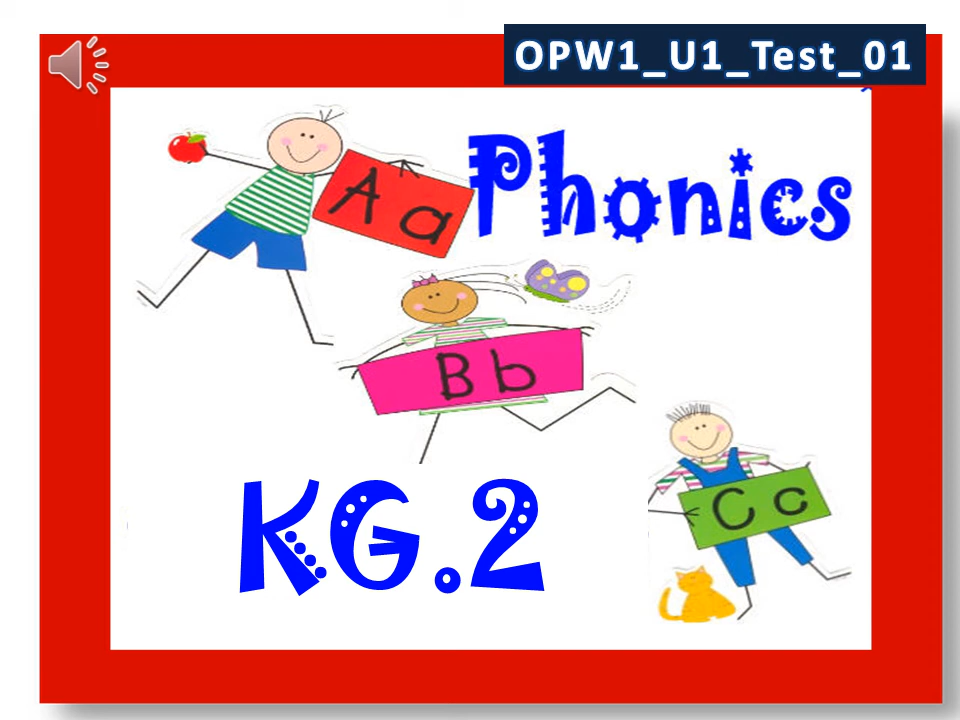 OPW1_U1_Test_01
Phonics
Aa
Bb
Cc
KG.2